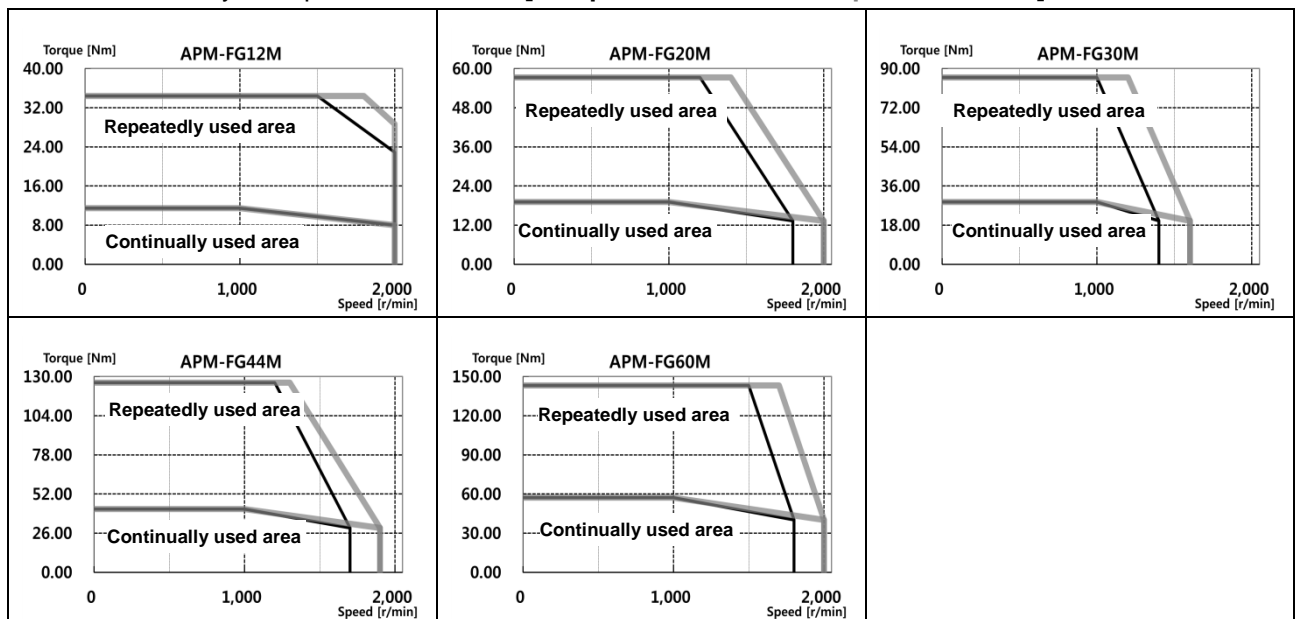 Torque [Nm] APM-FG12M
40.00
32.00
Repeatedly used area
24.00
16.00
8.00
Continually used area
0.00
0 1,000 2,000
Speed [r/min]
Torque [Nm] APM-FG20M
60.00
48.00
Repeatedly used area
36.00
24.00
12.00
Continually used area
0.00
0 1,000 2,000
Speed [r/min]
Torque [Nm] APM-FG30M
90.00
72.00
Repeatedly used area
54.00
36.00
18.00
Continually used area
0.00
0 1,000 2,000
Speed [r/min]
Torque [Nm] APM-FG44M
130.00
104.00
Repeatedly used area
78.00
52.00
26.00
Continually used area
0.00
0 1,000 2,000
Speed [r/min]
Torque [Nm] APM-FG60M
150.00
120.00
Repeatedly used area
90.00
60.00
30.00
Continually used area
0.00
0 1,000 2,000
Speed [r/min]